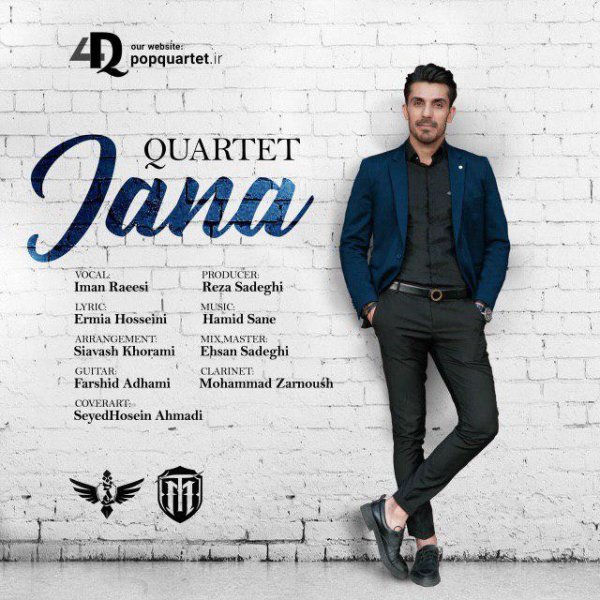 4Q
our website:
popquartet.ir
QUARTET
Jana
VOCAL:
Iman Raeesi
PRODUCER:
Reza Sadeghi
LYRIC:
Ermia Hosseini
MUSIC:
Hamid Sane
ARRANGEMENT:
Siavash Khorami
MIX,MASTER:
Ehsan Sadeghi
GUITAR:
Farshid Adhami
CLARINET:
Mohammad Zarnoush
COVERART:
SeyedHosein Ahmadi